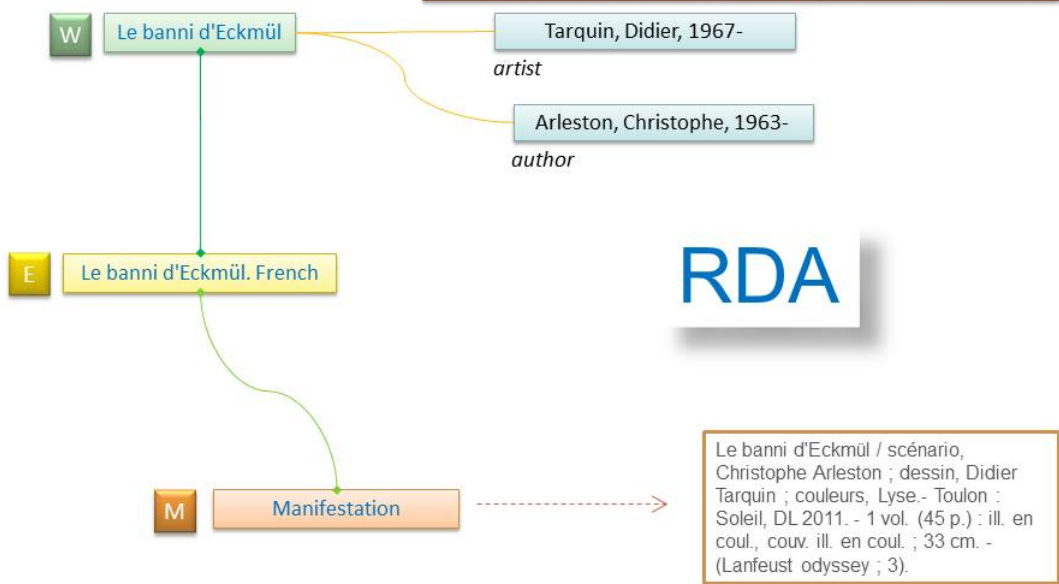 W
Le banni d'Eckmül
Tarquin, Didier, 1967-
artist
Arleston, Christophe, 1963-
author
E
Le banni d'Eckmül. French
RDA
M
Manifestation
Le banni d'Eckmül / scénario,
Christophe Arleston ; dessin, Didier
Tarquin ; couleurs, Lyse.- Toulon :
Soleil, DL 2011. - 1 vol. (45 p.) : ill. en
coul., couv. ill. en coul. ; 33 cm. -
(Lanfeust odyssey ; 3).